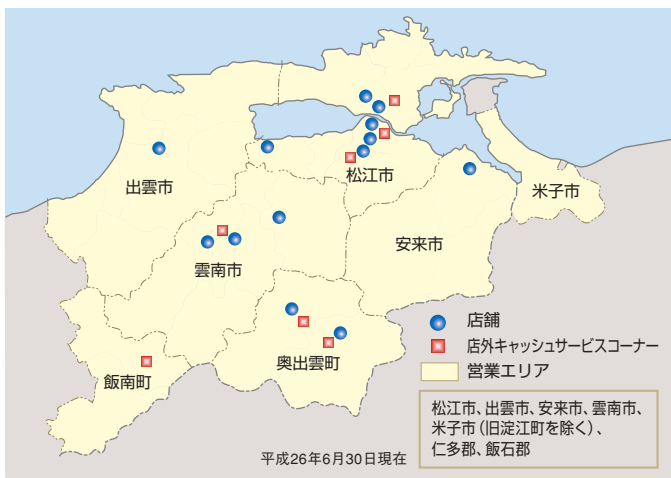 出雲市
松江市
米子市
安来市
雲南市
飯南町
奥出雲町
店舗
店外キャッシュサービスコーナー
営業エリア
松江市、出雲市、安来市、雲南市、
米子市(旧淀江町を除く)、
仁多郡、飯石郡
平成26年6月30日現在